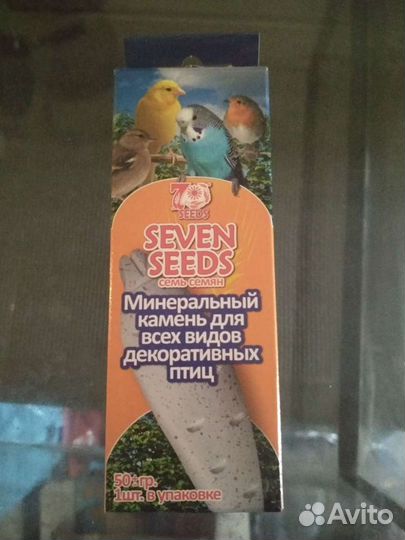 7
SEEDS
SEVEN
SEEDS
семь семян
Минеральный
камень для
всех видов
декоративных
птиц
50±гр.
1шт. в упаковке
Avito